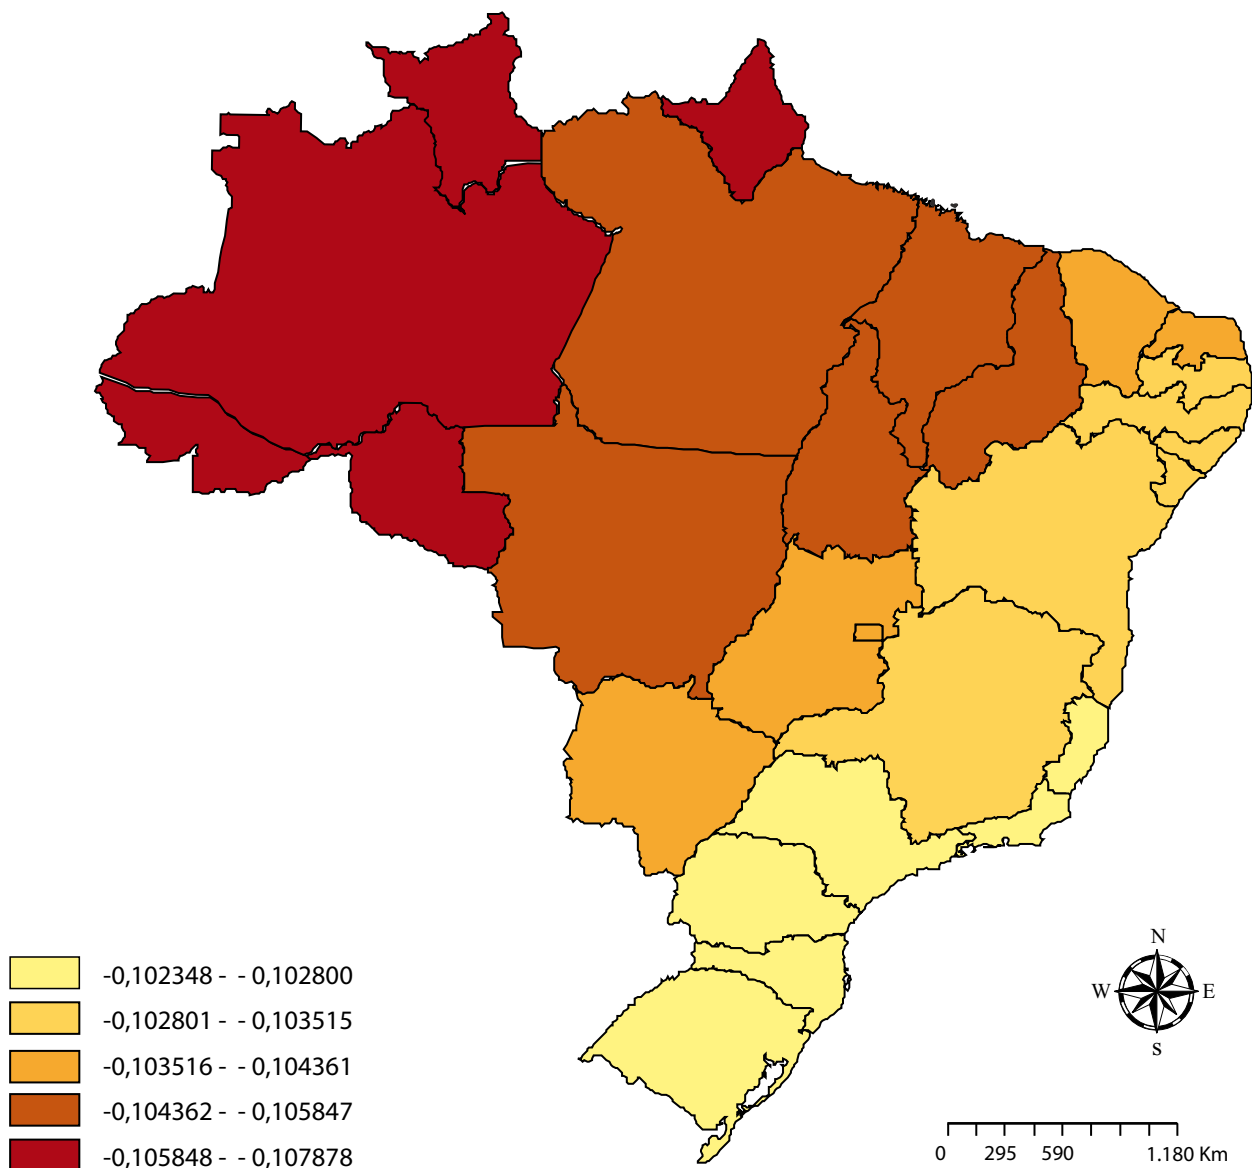 -0,102348 - - 0,102800
-0,102801 - - 0,103515
-0,103516 - - 0,104361
-0,104362 - - 0,105847
-0,105848 - - 0,107878
N
W E
S
0 295 590 1.180 Km